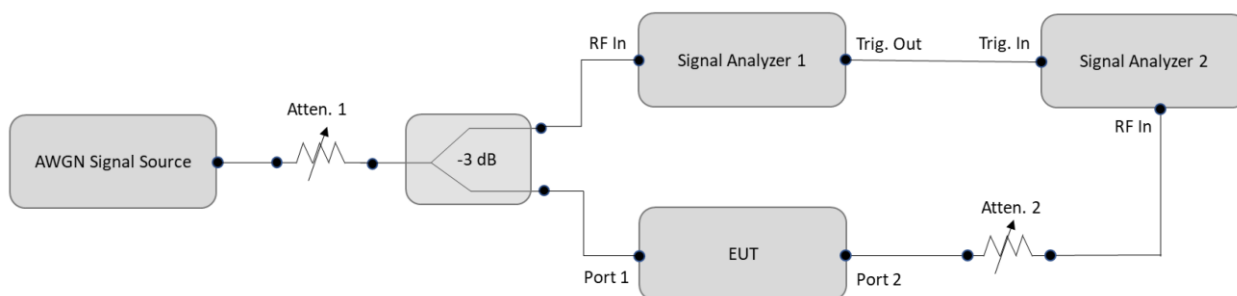 RF In
Signal Analyzer 1
Trig. Out
Trig. In
Signal Analyzer 2
Atten. 1
RF In
AWGN Signal Source
-3 dB
Atten. 2
EUT
Port 1
Port 2